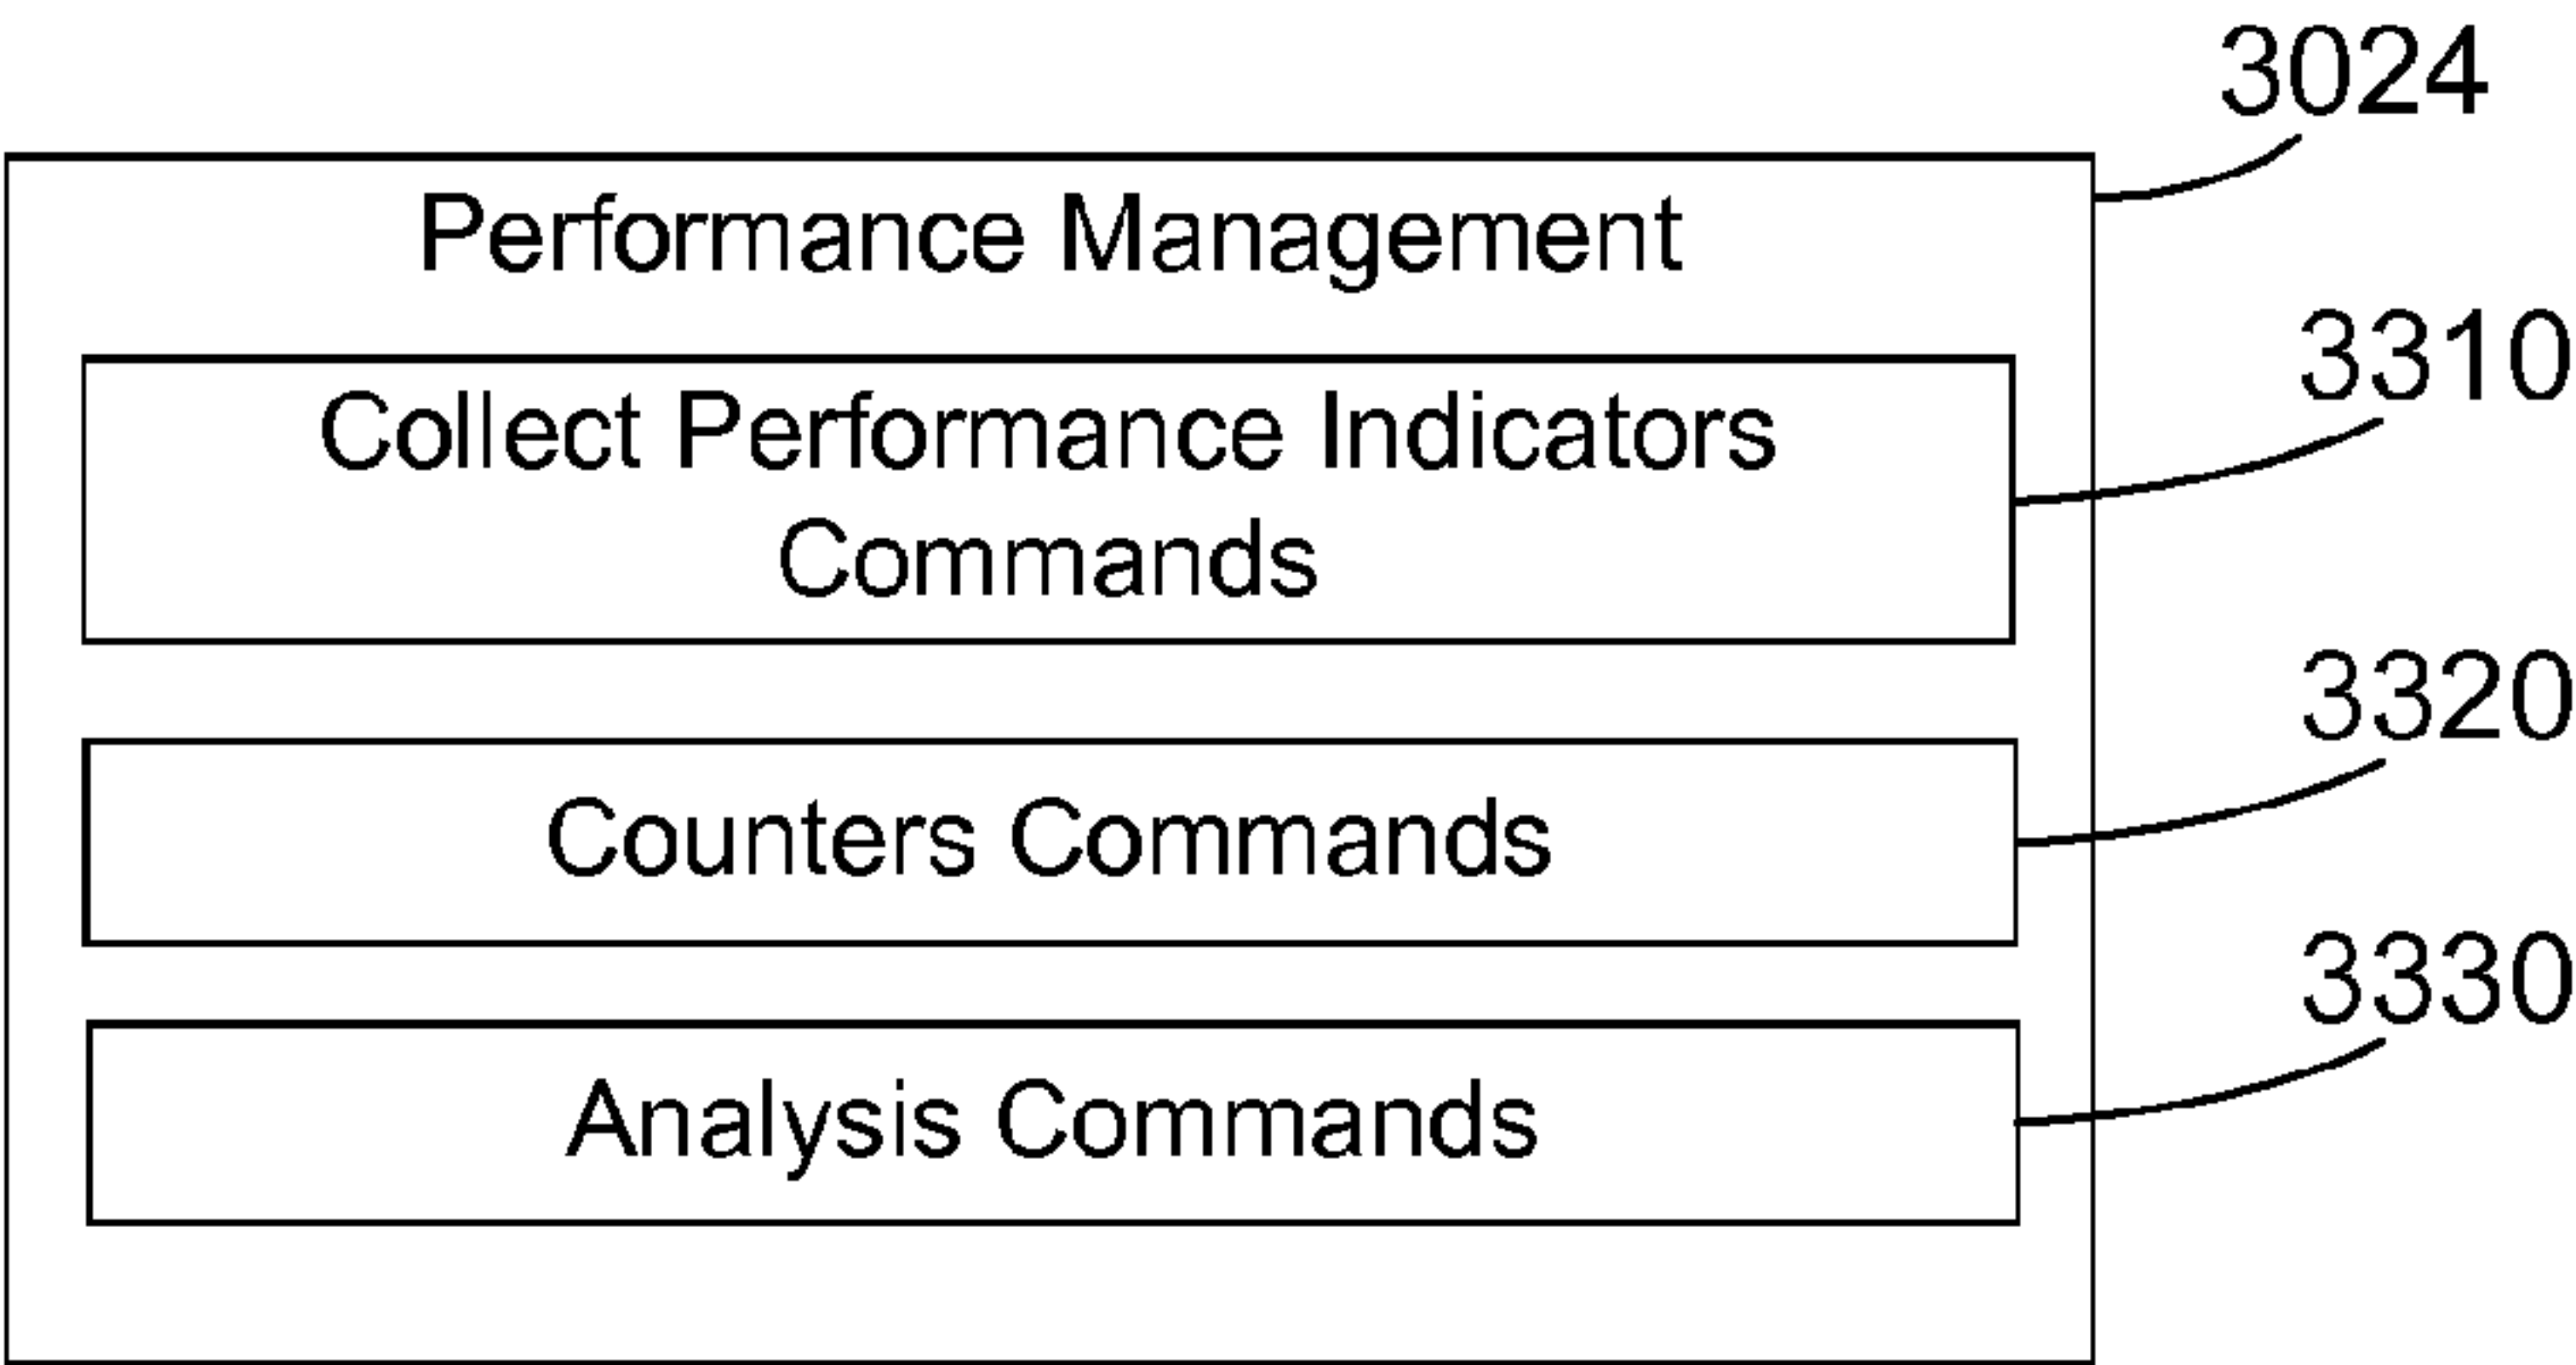 3024
Performance Management
3310
Collect Performance Indicators
Commands
3320
Counters Commands
3330
Analysis Commands